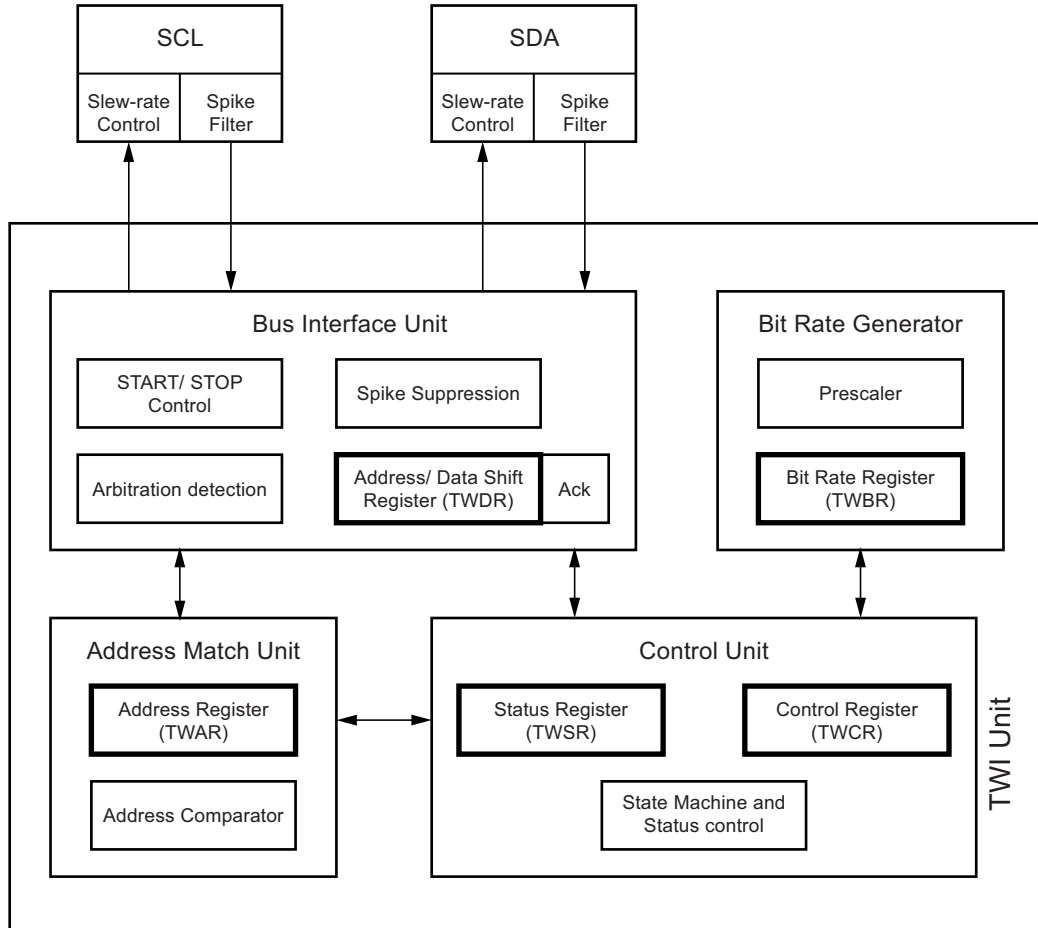 SCL
SDA
Slew-rate
Control
Spike
Filter
Slew-rate
Control
Spike
Filter
Bus Interface Unit
START/ STOP
Control
Spike Suppression
Arbitration detection
Address/ Data Shift
Register (TWDR)
Ack
Bit Rate Generator
Prescaler
Bit Rate Register
(TWBR)
Address Match Unit
Address Register
(TWAR)
Address Comparator
Control Unit
Status Register
(TWSR)
Control Register
(TWCR)
State Machine and
Status control
TWI Unit